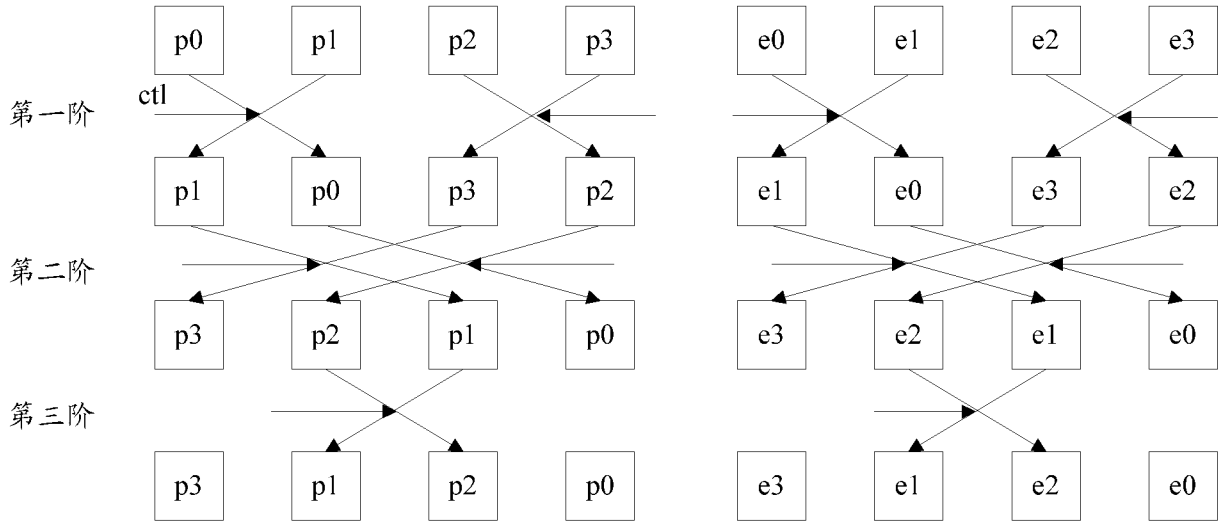 p0 p1 p2 p3 e0 e1 e2 e3
ctl
第一阶
p1 p0 p3 p2 e1 e0 e3 e2
第二阶
p3 p2 p1 p0 e3 e2 e1 e0
第三阶
p3 p1 p2 p0 e3 e1 e2 e0